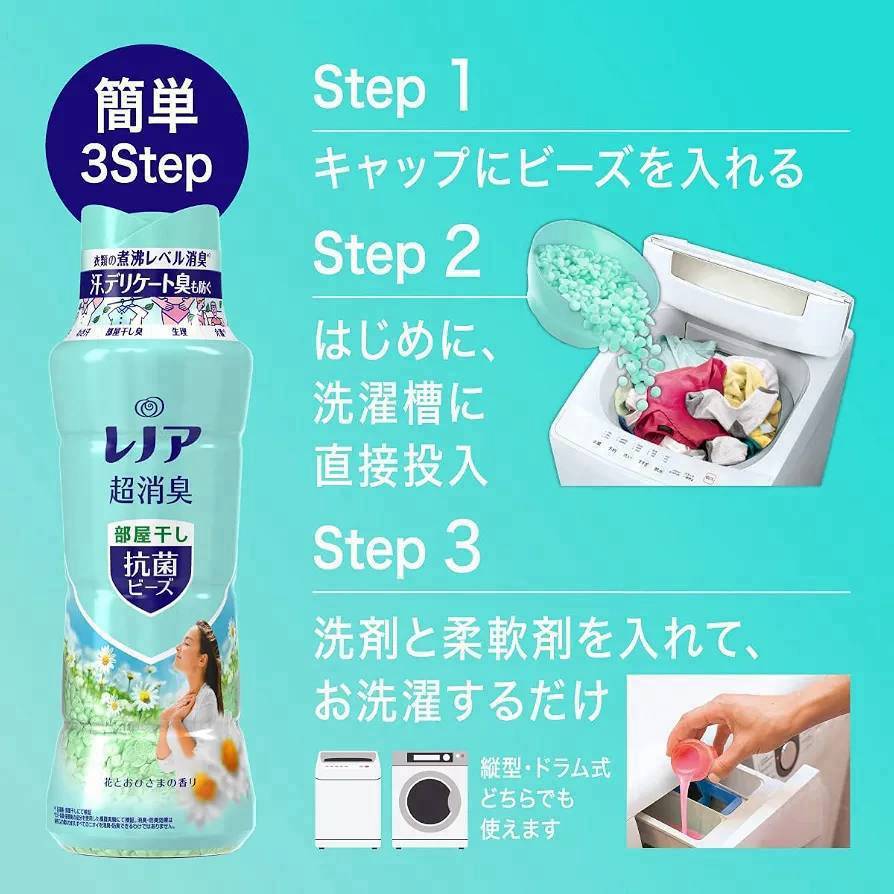 簡単
3Step
衣類の煮沸レベル消臭
汗、デリケート臭も防ぐ
部屋干し臭
生理
レノア
超消臭
部屋干し
抗菌
ビーズ
花とおひさまの香り
Step 1
キャップにビーズを入れる
Step 2
はじめに、
洗濯槽に
直接投入
Step 3
洗剤と柔軟剤を入れて、
お洗濯するだけ
縦型・ドラム式
どちらでも
使えます